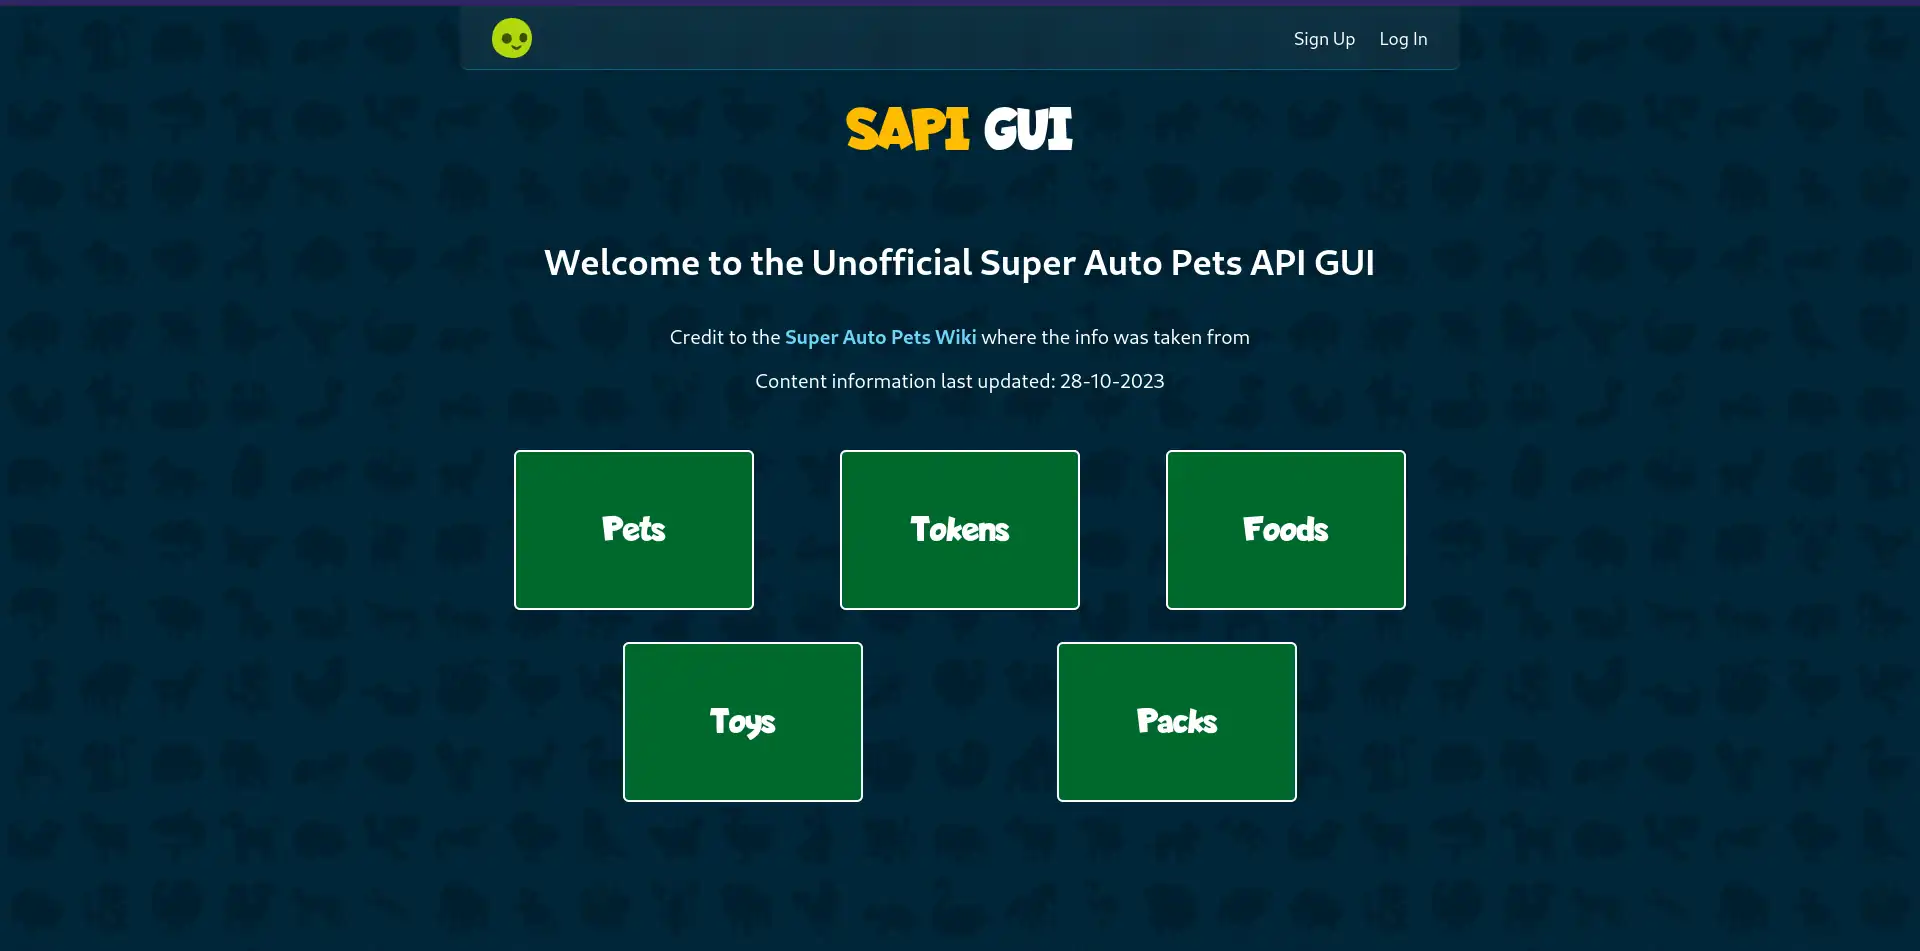 Sign Up Log In
SAPI GUI
Welcome to the Unofficial Super Auto Pets API GUI
Credit to the Super Auto Pets Wiki where the info was taken from
Content information last updated: 28-10-2023
Pets Tokens Foods
Toys Packs